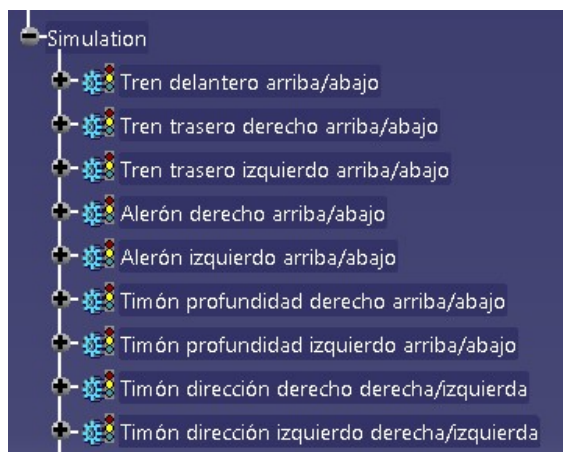 Simulation
Tren delantero arriba/abajo
Tren trasero derecho arriba/abajo
Tren trasero izquierdo arriba/abajo
Alerón derecho arriba/abajo
Alerón izquierdo arriba/abajo
Timón profundidad derecho arriba/abajo
Timón profundidad izquierdo arriba/abajo
Timón dirección derecho derecha/izquierda
Timón dirección izquierdo derecha/izquierda